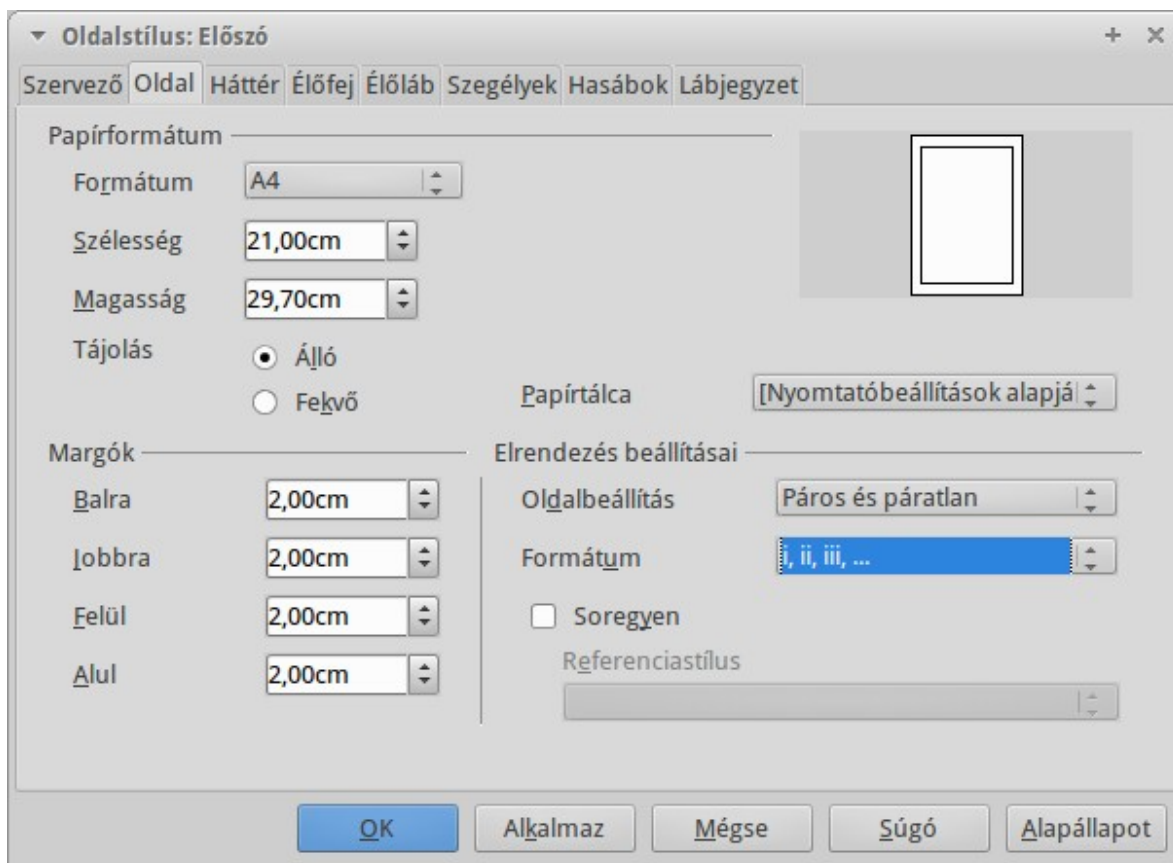 Oldalstílus: Előszó
Szervező Oldal Háttér Élőfej Élőláb Szegélyek Hasábok Lábjegyzet
Papírformátum
Formátum A4
Szélesség 21,00cm
Magasság 29,70cm
Tájolás Álló
Fekvő
Papírtálca [Nyomtatóbeállítások alapjá
Margók
Balra 2,00cm
Jobbra 2,00cm
Felül 2,00cm
Alul 2,00cm
Elrendezés beállításai
Oldalbeállítás Páros és páratlan
Formátum i, ii, iii, ...
Soregyen
Referenciastílus
OK Alkalmaz Mégse Súgó Alapállapot